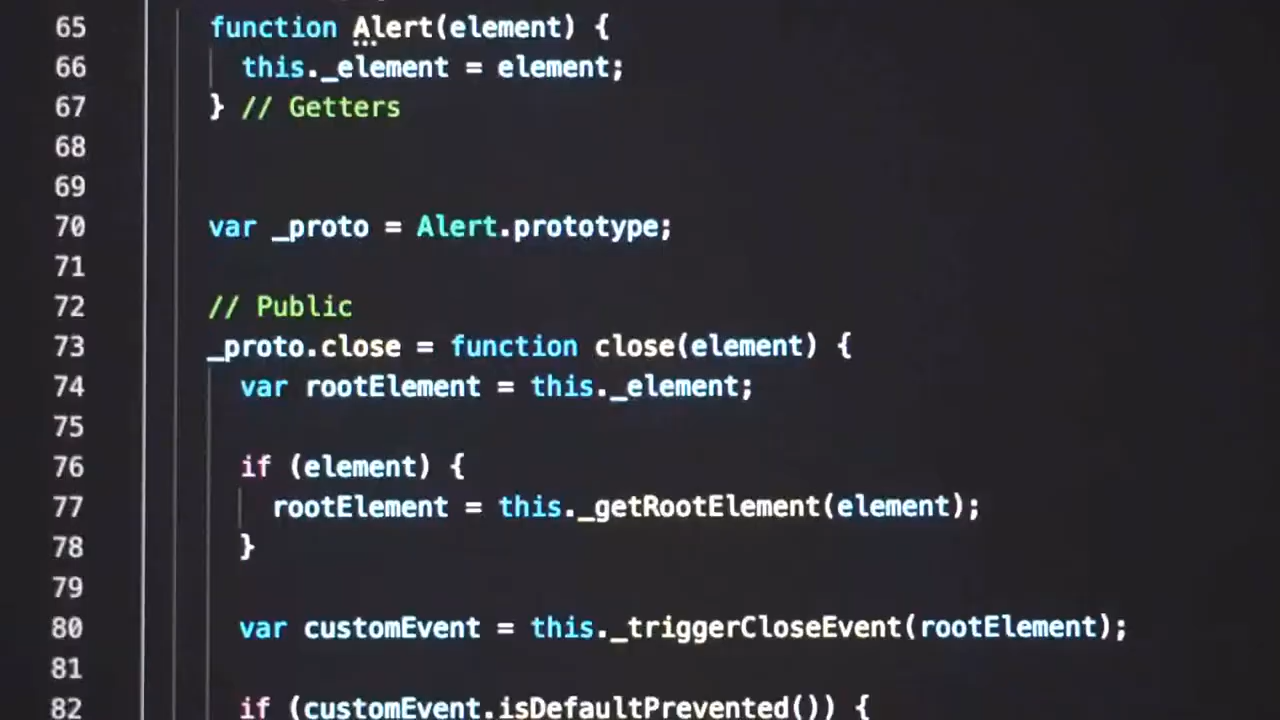 65 function Alert(element) {
66 this._element = element;
67 } // Getters
68
69
70 var _proto = Alert.prototype;
71
72 // Public
73 _proto.close = function close(element) {
74 var rootElement = this._element;
75
76 if (element) {
77 rootElement = this._getRootElement(element);
78 }
79
80 var customEvent = this._triggerCloseEvent(rootElement);
81
82 if (customEvent.isDefaultPrevented()) {